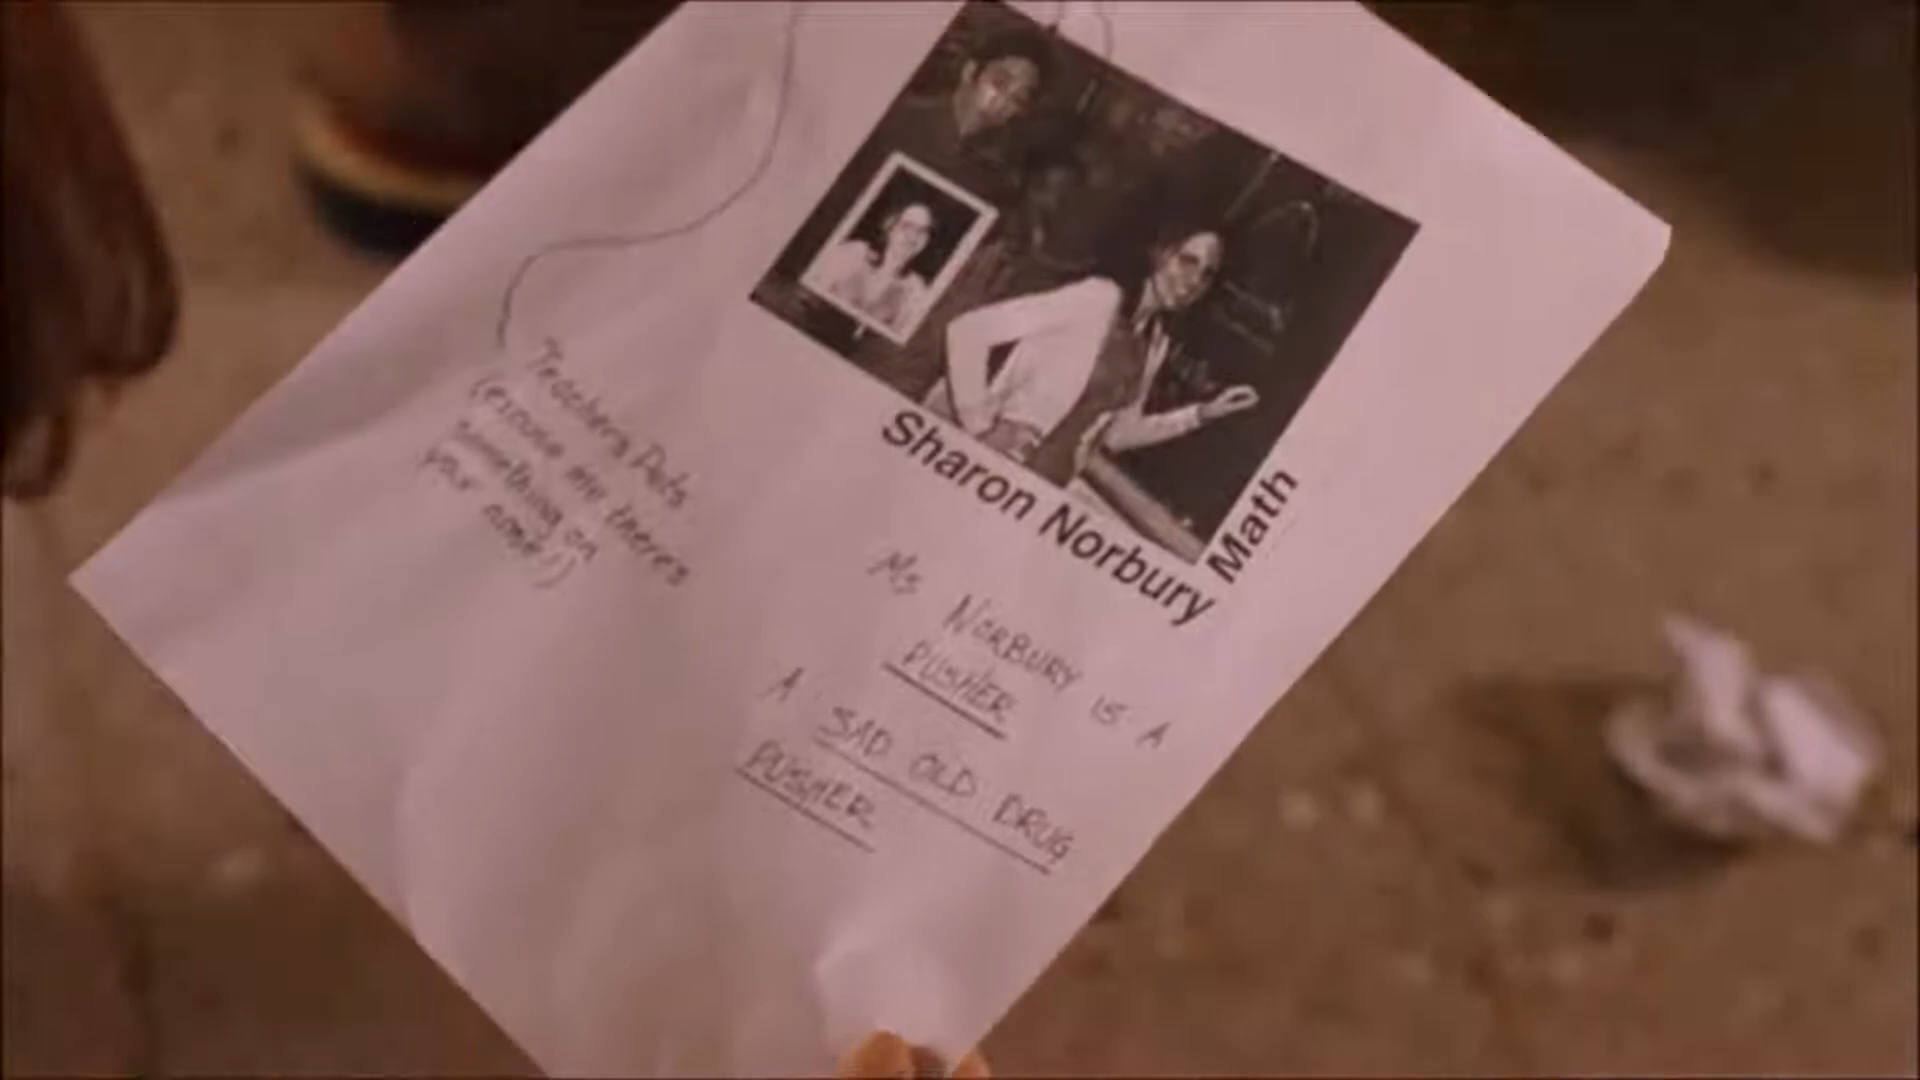 Sharon Norbury
Math
Teachers Pets
(excuse me there's
something on
your nose!)
Ms NORBURY IS A
PUSHER
A SAD OLD DRUG
PUSHER